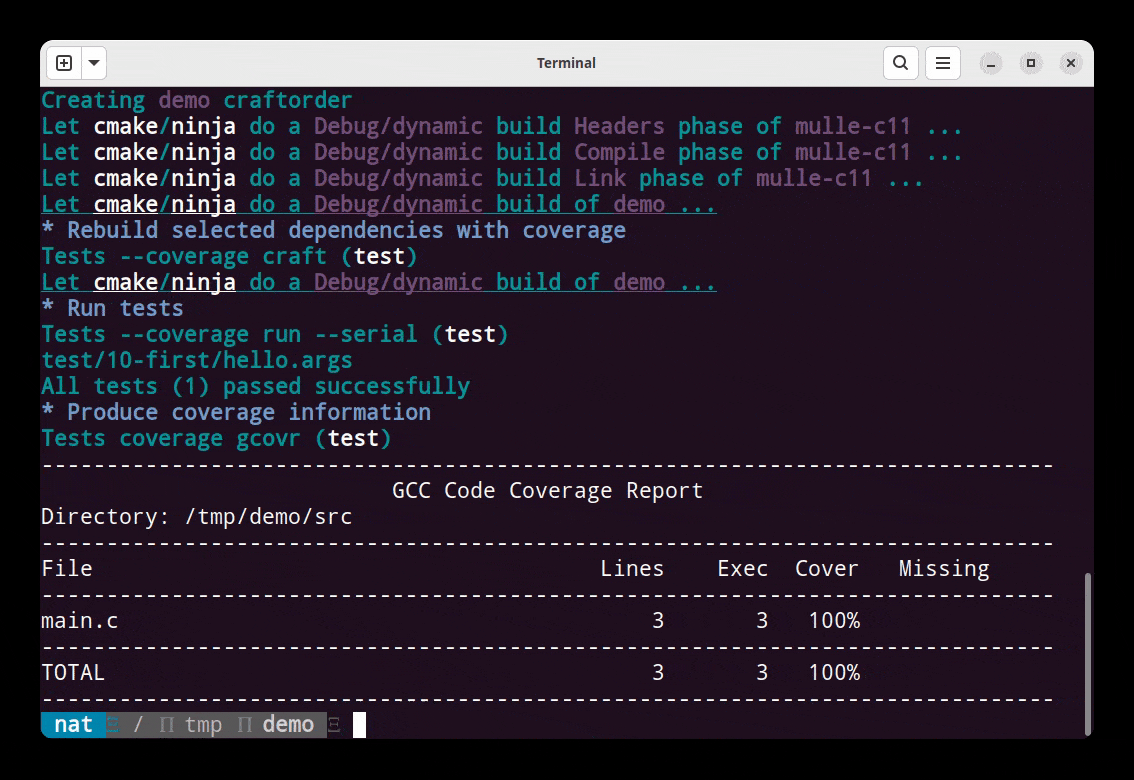 Terminal
Creating demo craftorder
Let cmake/ninja do a Debug/dynamic build Headers phase of mulle-c11 ...
Let cmake/ninja do a Debug/dynamic build Compile phase of mulle-c11 ...
Let cmake/ninja do a Debug/dynamic build Link phase of mulle-c11 ...
Let cmake/ninja do a Debug/dynamic build of demo ...
* Rebuild selected dependencies with coverage
Tests --coverage craft (test)
Let cmake/ninja do a Debug/dynamic build of demo ...
* Run tests
Tests --coverage run --serial (test)
test/10-first/hello.args
All tests (1) passed successfully
* Produce coverage information
Tests coverage gcovr (test)
------------------------------------------------------------------------------
GCC Code Coverage Report
Directory: /tmp/demo/src
------------------------------------------------------------------------------
File Lines Exec Cover Missing
------------------------------------------------------------------------------
main.c 3 3 100%
------------------------------------------------------------------------------
TOTAL 3 3 100%
------------------------------------------------------------------------------
nat Ξ / Π tmp Π demo Ξ